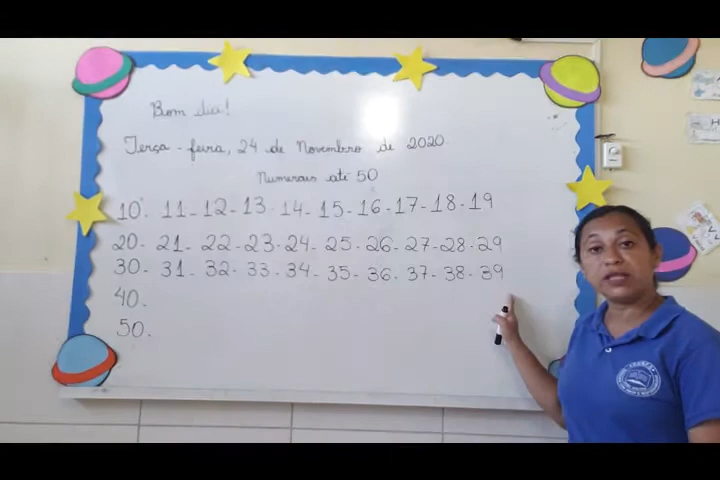 Bom dia!
Terça-feira, 24 de Novembro de 2020
Numerais até 50
10. 11-12-13-14-15-16-17-18-19
20- 21-22-23-24-25-26-27-28-29
30- 31-32-33-34-35-36-37-38-39
40.
50.